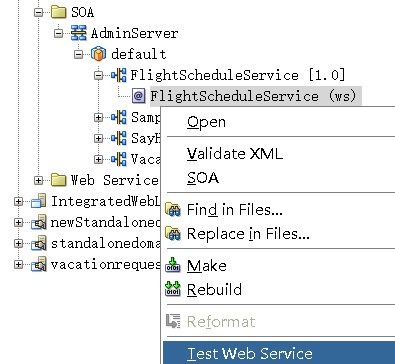 SOA
AdminServer
default
FlightScheduleService [1.0]
FlightScheduleService (ws)
Samp
SayH
Vaca
Web Service
IntegratedWebL
newStandaloned
standalonedoma
vacationreques
Open
Validate XML
SOA
Find in Files...
Replace in Files...
Make
Rebuild
Reformat
Test Web Service